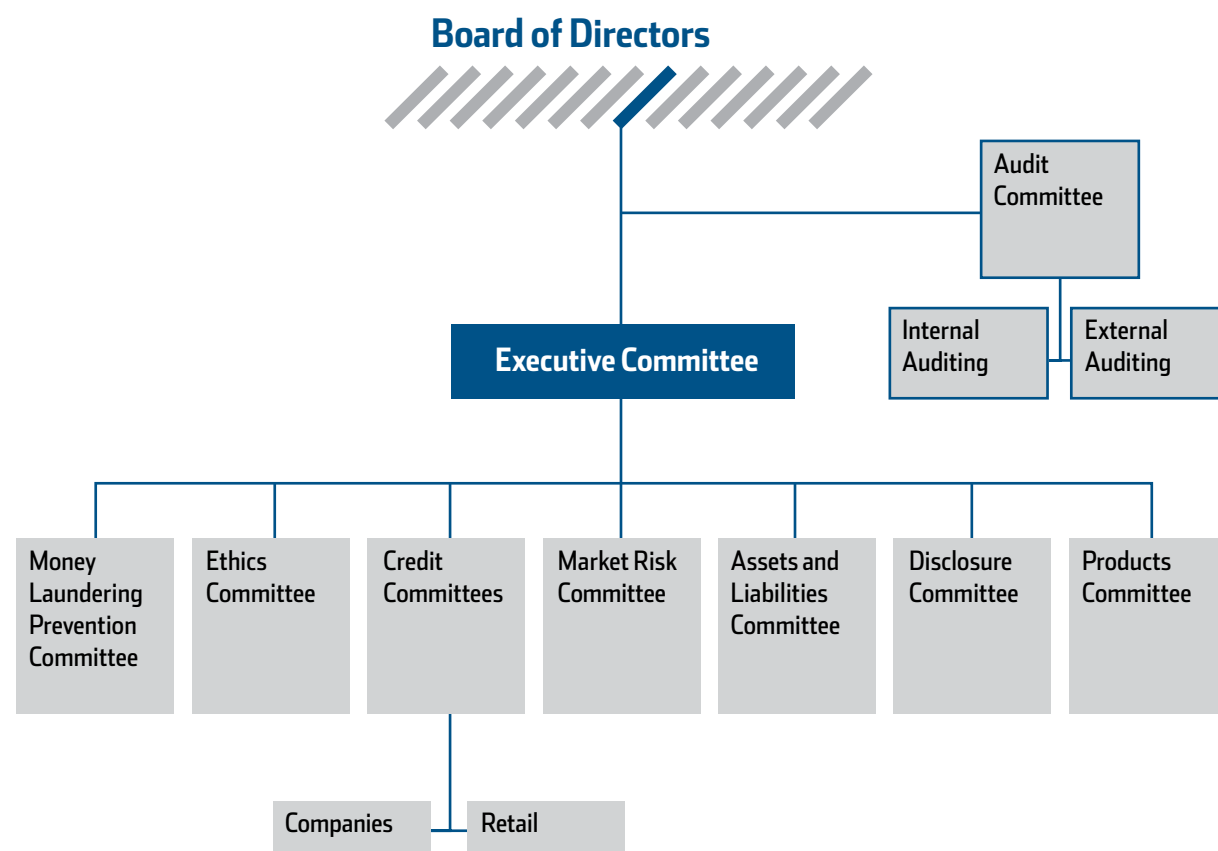 Board of Directors
Audit
Committee
Internal
Auditing
External
Auditing
Executive Committee
Money
Laundering
Prevention
Committee
Ethics
Committee
Credit
Committees
Market Risk
Committee
Assets and
Liabilities
Committee
Disclosure
Committee
Products
Committee
Companies
Retail